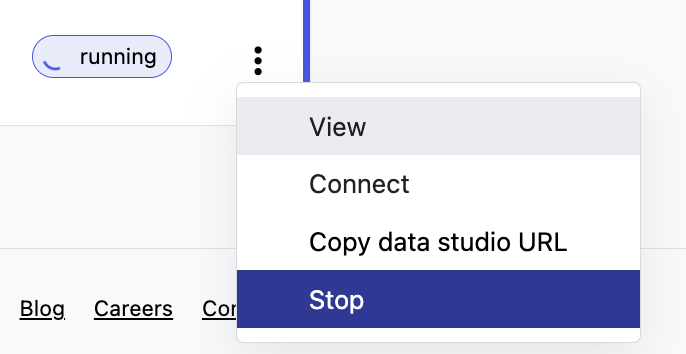 running
View
Connect
Copy data studio URL
Stop
Blog Careers